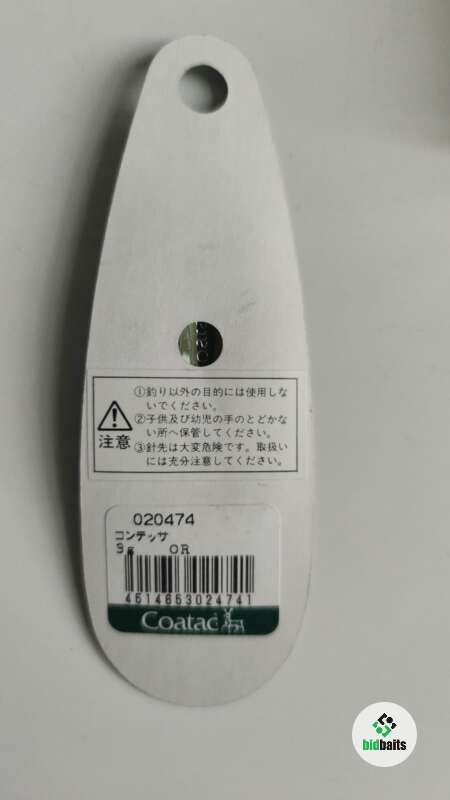 ①釣り以外の目的には使用しな
いでください。
②子供及び幼児の手のとどかな
い所へ保管してください。
③針先は大変危険です。取扱い
には充分注意してください。
注意
020474
コンテッサ
9g OR
4514663024741
Coatac
bidbaits